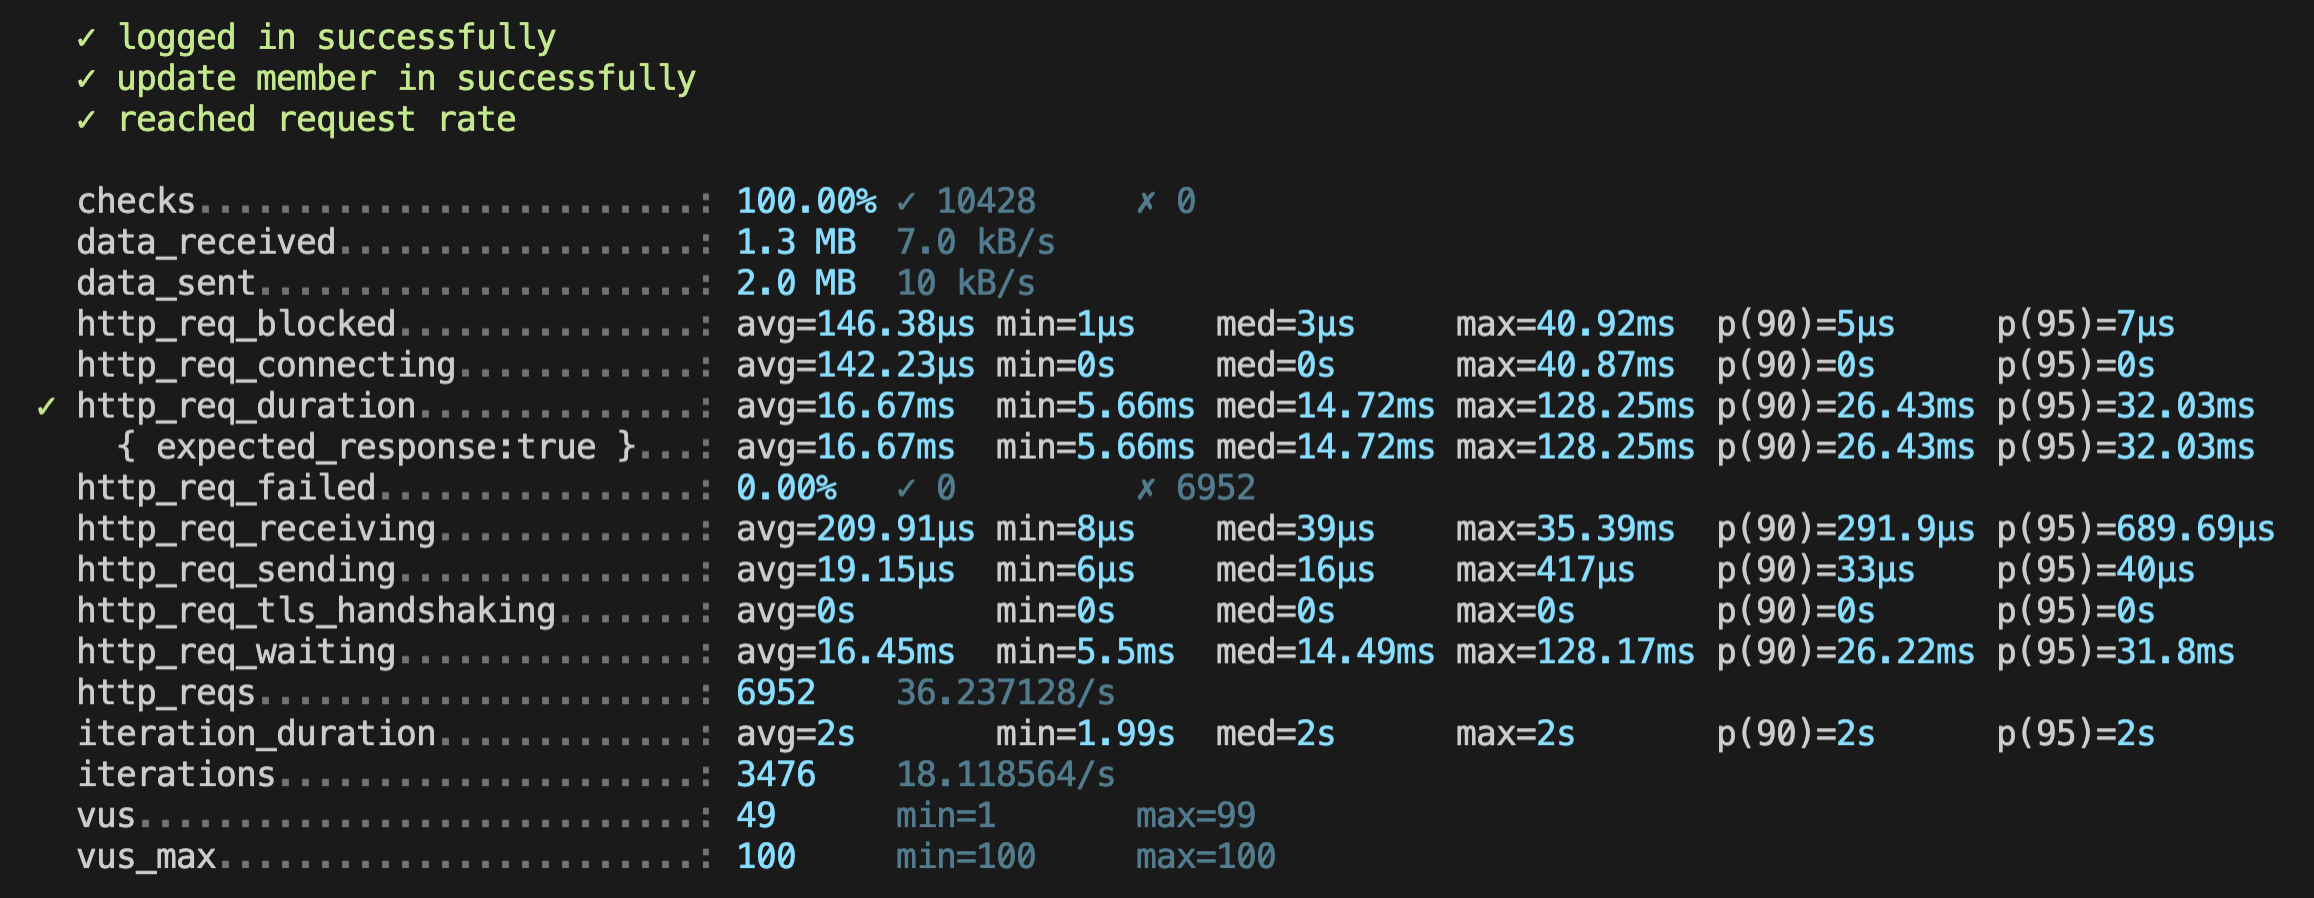 ✓ logged in successfully
✓ update member in successfully
✓ reached request rate
checks.........................: 100.00% ✓ 10428     ✗ 0
data_received..................: 1.3 MB  7.0 kB/s
data_sent......................: 2.0 MB  10 kB/s
http_req_blocked...............: avg=146.38µs min=1µs    med=3µs     max=40.92ms  p(90)=5µs     p(95)=7µs
http_req_connecting............: avg=142.23µs min=0s     med=0s      max=40.87ms  p(90)=0s      p(95)=0s
✓ http_req_duration..............: avg=16.67ms  min=5.66ms med=14.72ms max=128.25ms p(90)=26.43ms p(95)=32.03ms
{ expected_response:true }...: avg=16.67ms  min=5.66ms med=14.72ms max=128.25ms p(90)=26.43ms p(95)=32.03ms
http_req_failed................: 0.00%   ✓ 0         ✗ 6952
http_req_receiving.............: avg=209.91µs min=8µs    med=39µs    max=35.39ms  p(90)=291.9µs p(95)=689.69µs
http_req_sending...............: avg=19.15µs  min=6µs    med=16µs    max=417µs    p(90)=33µs    p(95)=40µs
http_req_tls_handshaking.......: avg=0s       min=0s     med=0s      max=0s       p(90)=0s      p(95)=0s
http_req_waiting...............: avg=16.45ms  min=5.5ms  med=14.49ms max=128.17ms p(90)=26.22ms p(95)=31.8ms
http_reqs......................: 6952    36.237128/s
iteration_duration.............: avg=2s       min=1.99s  med=2s      max=2s       p(90)=2s      p(95)=2s
iterations.....................: 3476    18.118564/s
vus............................: 49      min=1       max=99
vus_max........................: 100     min=100     max=100